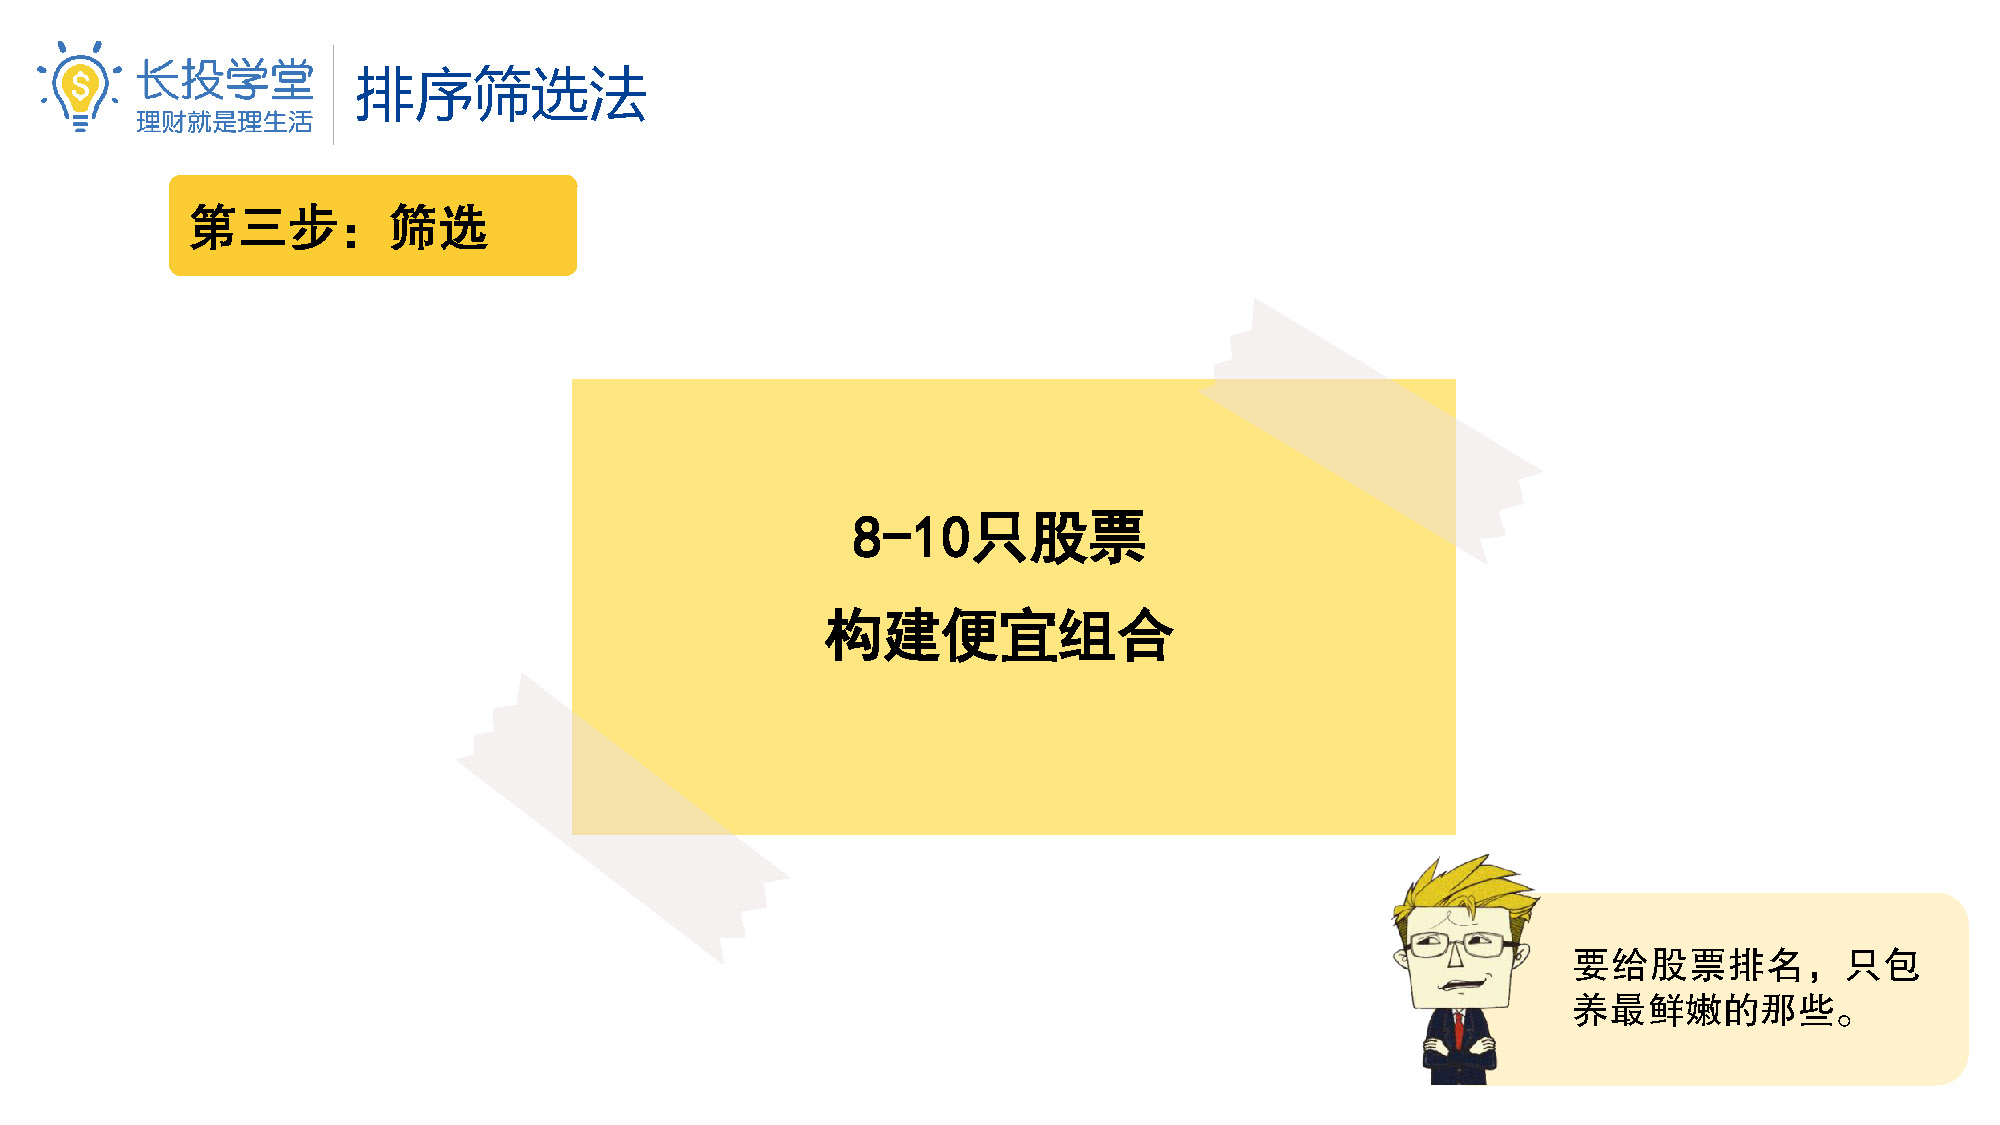 长投学堂
理财就是理生活
排序筛选法
第三步：筛选
8-10只股票
构建便宜组合
要给股票排名，只包
养最鲜嫩的那些。